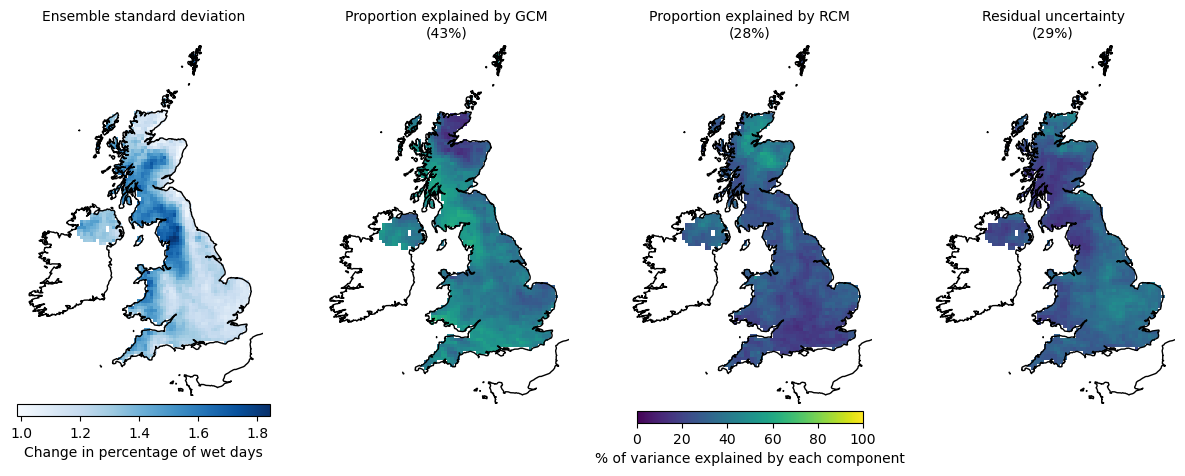 Ensemble standard deviation
Proportion explained by GCM
(43%)
Proportion explained by RCM
(28%)
Residual uncertainty
(29%)
1.0 1.2 1.4 1.6 1.8
Change in percentage of wet days
0 20 40 60 80 100
% of variance explained by each component